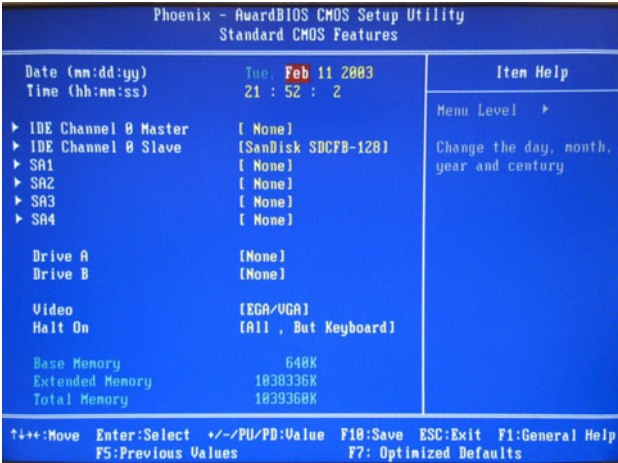 Phoenix - AwardBIOS CMOS Setup Utility
Standard CMOS Features
Date (mm:dd:yy) Tue, Feb 11 2003
Time (hh:mm:ss) 21 : 52 : 2
IDE Channel 0 Master [ None]
IDE Channel 0 Slave [SanDisk SDCFB-128]
SA1 [ None]
SA2 [ None]
SA3 [ None]
SA4 [ None]
Drive A [None]
Drive B [None]
Video [EGA/VGA]
Halt On [All , But Keyboard]
Base Memory 640K
Extended Memory 1038336K
Total Memory 1039360K
Item Help
Menu Level ▸
Change the day, month,
year and century
↑↓→←:Move Enter:Select +/-/PU/PD:Value F10:Save ESC:Exit F1:General Help
F5:Previous Values F7: Optimized Defaults